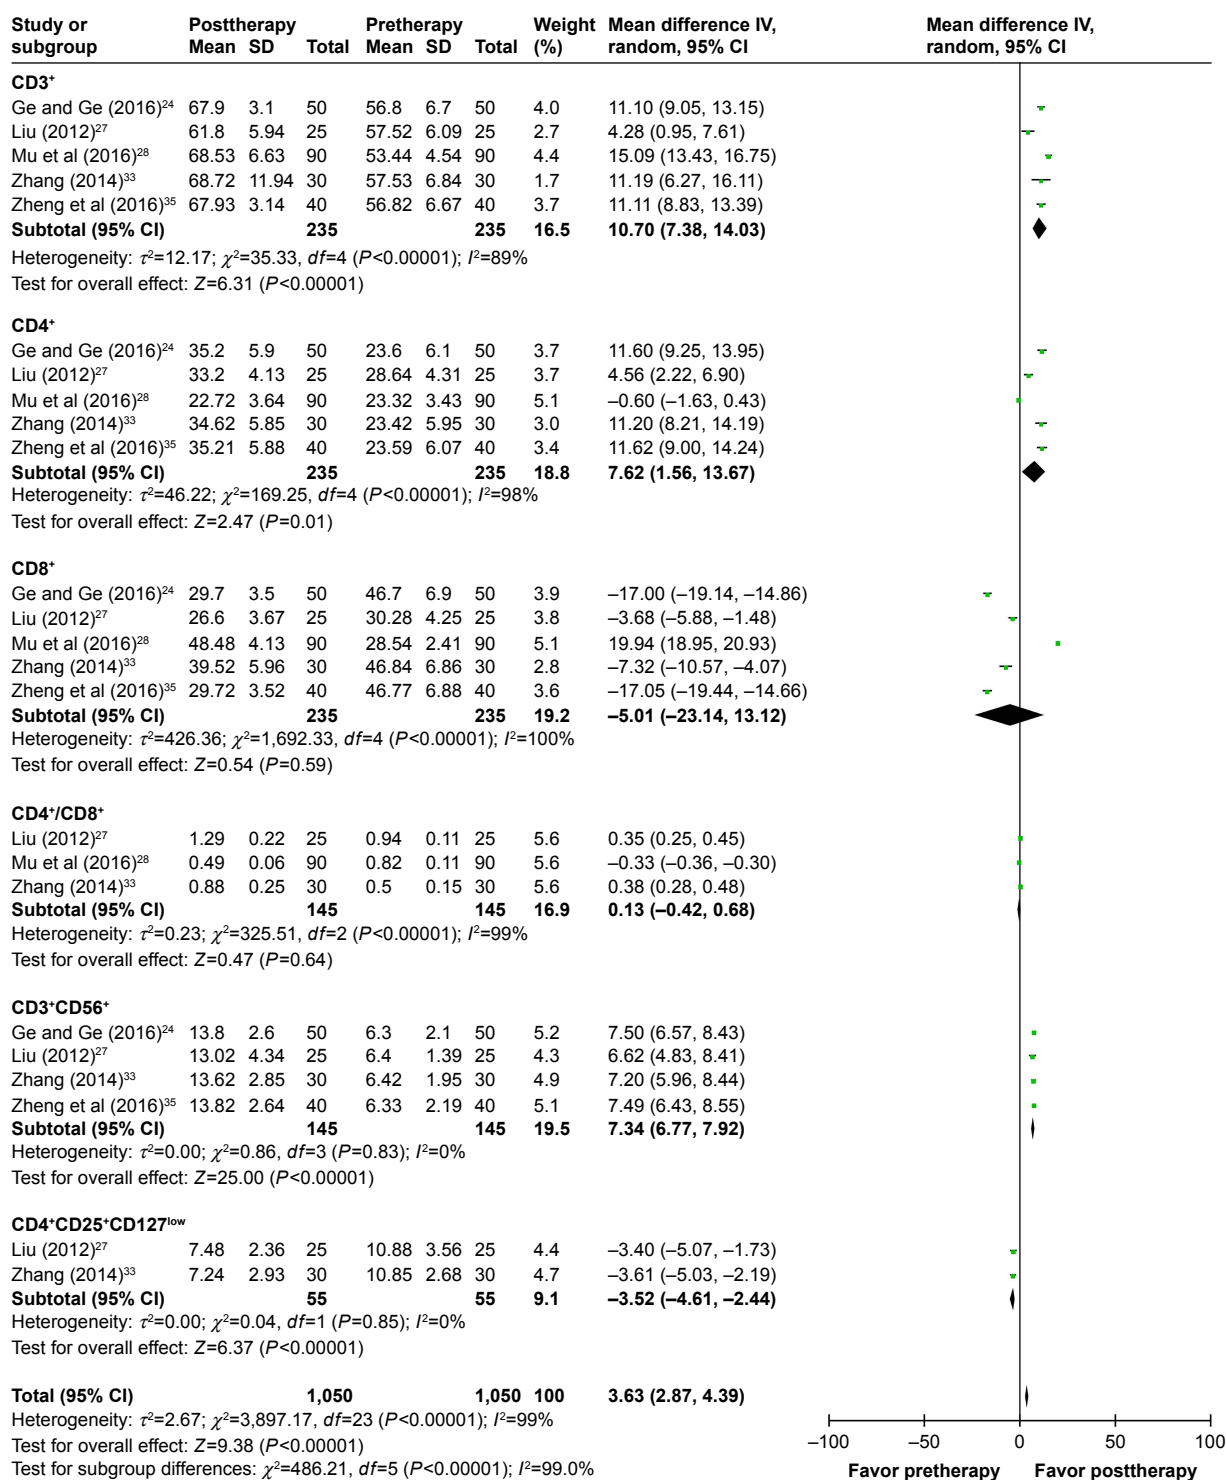 Study or subgroup Posttherapy Pretherapy Weight (%) Mean difference IV, random, 95% CI Mean difference IV, random, 95% CI
Mean SD Total Mean SD Total
CD3⁺
Ge and Ge (2016)²⁴ 67.9 3.1 50 56.8 6.7 50 4.0 11.10 (9.05, 13.15)
Liu (2012)²⁷ 61.8 5.94 25 57.52 6.09 25 2.7 4.28 (0.95, 7.61)
Mu et al (2016)²⁸ 68.53 6.63 90 53.44 4.54 90 4.4 15.09 (13.43, 16.75)
Zhang (2014)³³ 68.72 11.94 30 57.53 6.84 30 1.7 11.19 (6.27, 16.11)
Zheng et al (2016)³⁵ 67.93 3.14 40 56.82 6.67 40 3.7 11.11 (8.83, 13.39)
Subtotal (95% CI) 235 235 16.5 10.70 (7.38, 14.03)
Heterogeneity: τ²=12.17; χ²=35.33, df=4 (P<0.00001); I²=89%
Test for overall effect: Z=6.31 (P<0.00001)
CD4⁺
Ge and Ge (2016)²⁴ 35.2 5.9 50 23.6 6.1 50 3.7 11.60 (9.25, 13.95)
Liu (2012)²⁷ 33.2 4.13 25 28.64 4.31 25 3.7 4.56 (2.22, 6.90)
Mu et al (2016)²⁸ 22.72 3.64 90 23.32 3.43 90 5.1 –0.60 (–1.63, 0.43)
Zhang (2014)³³ 34.62 5.85 30 23.42 5.95 30 3.0 11.20 (8.21, 14.19)
Zheng et al (2016)³⁵ 35.21 5.88 40 23.59 6.07 40 3.4 11.62 (9.00, 14.24)
Subtotal (95% CI) 235 235 18.8 7.62 (1.56, 13.67)
Heterogeneity: τ²=46.22; χ²=169.25, df=4 (P<0.00001); I²=98%
Test for overall effect: Z=2.47 (P=0.01)
CD8⁺
Ge and Ge (2016)²⁴ 29.7 3.5 50 46.7 6.9 50 3.9 –17.00 (–19.14, –14.86)
Liu (2012)²⁷ 26.6 3.67 25 30.28 4.25 25 3.8 –3.68 (–5.88, –1.48)
Mu et al (2016)²⁸ 48.48 4.13 90 28.54 2.41 90 5.1 19.94 (18.95, 20.93)
Zhang (2014)³³ 39.52 5.96 30 46.84 6.86 30 2.8 –7.32 (–10.57, –4.07)
Zheng et al (2016)³⁵ 29.72 3.52 40 46.77 6.88 40 3.6 –17.05 (–19.44, –14.66)
Subtotal (95% CI) 235 235 19.2 –5.01 (–23.14, 13.12)
Heterogeneity: τ²=426.36; χ²=1,692.33, df=4 (P<0.00001); I²=100%
Test for overall effect: Z=0.54 (P=0.59)
CD4⁺/CD8⁺
Liu (2012)²⁷ 1.29 0.22 25 0.94 0.11 25 5.6 0.35 (0.25, 0.45)
Mu et al (2016)²⁸ 0.49 0.06 90 0.82 0.11 90 5.6 –0.33 (–0.36, –0.30)
Zhang (2014)³³ 0.88 0.25 30 0.5 0.15 30 5.6 0.38 (0.28, 0.48)
Subtotal (95% CI) 145 145 16.9 0.13 (–0.42, 0.68)
Heterogeneity: τ²=0.23; χ²=325.51, df=2 (P<0.00001); I²=99%
Test for overall effect: Z=0.47 (P=0.64)
CD3⁺CD56⁺
Ge and Ge (2016)²⁴ 13.8 2.6 50 6.3 2.1 50 5.2 7.50 (6.57, 8.43)
Liu (2012)²⁷ 13.02 4.34 25 6.4 1.39 25 4.3 6.62 (4.83, 8.41)
Zhang (2014)³³ 13.62 2.85 30 6.42 1.95 30 4.9 7.20 (5.96, 8.44)
Zheng et al (2016)³⁵ 13.82 2.64 40 6.33 2.19 40 5.1 7.49 (6.43, 8.55)
Subtotal (95% CI) 145 145 19.5 7.34 (6.77, 7.92)
Heterogeneity: τ²=0.00; χ²=0.86, df=3 (P=0.83); I²=0%
Test for overall effect: Z=25.00 (P<0.00001)
CD4⁺CD25⁺CD127ˡᵒʷ
Liu (2012)²⁷ 7.48 2.36 25 10.88 3.56 25 4.4 –3.40 (–5.07, –1.73)
Zhang (2014)³³ 7.24 2.93 30 10.85 2.68 30 4.7 –3.61 (–5.03, –2.19)
Subtotal (95% CI) 55 55 9.1 –3.52 (–4.61, –2.44)
Heterogeneity: τ²=0.00; χ²=0.04, df=1 (P=0.85); I²=0%
Test for overall effect: Z=6.37 (P<0.00001)
Total (95% CI) 1,050 1,050 100 3.63 (2.87, 4.39)
Heterogeneity: τ²=2.67; χ²=3,897.17, df=23 (P<0.00001); I²=99%
Test for overall effect: Z=9.38 (P<0.00001)
Test for subgroup differences: χ²=486.21, df=5 (P<0.00001); I²=99.0%
–100 –50 0 50 100
Favor pretherapy Favor posttherapy